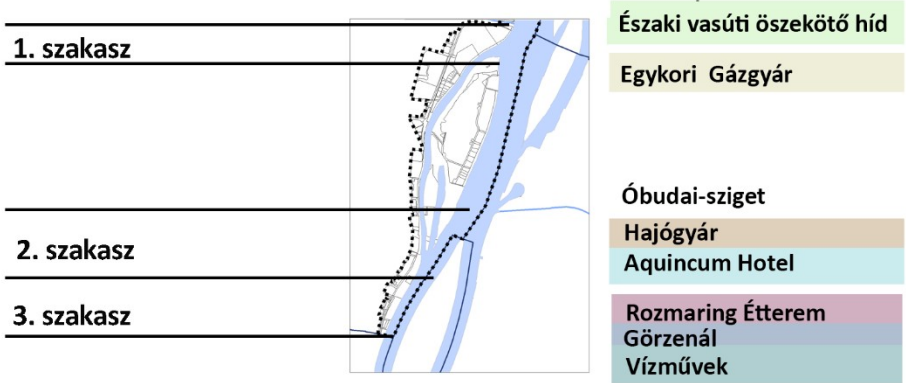 Északi vasúti öszekötő híd
1. szakasz
Egykori Gázgyár
Óbudai-sziget
Hajógyár
2. szakasz
Aquincum Hotel
3. szakasz
Rozmaring Étterem
Görzenál
Vízművek